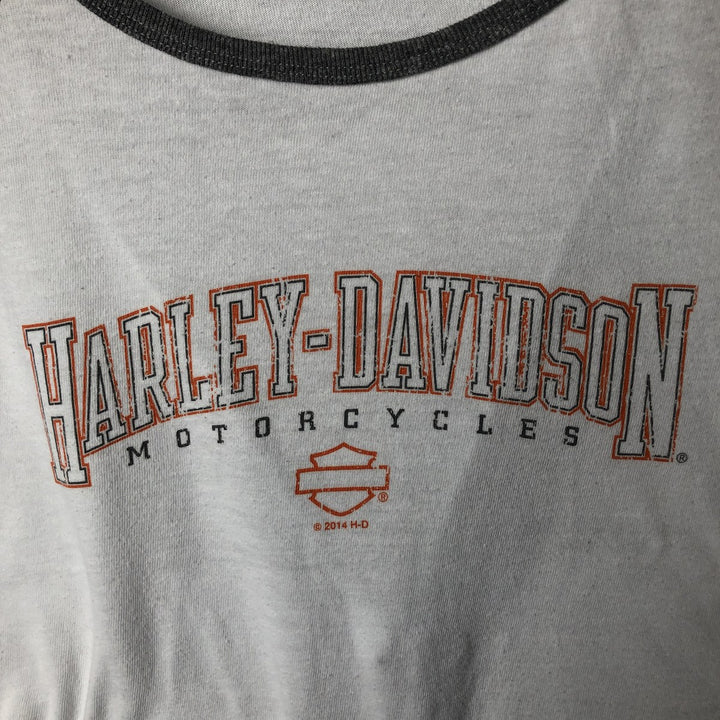 HARLEY-DAVIDSON®
MOTORCYCLES
®
© 2014 H-D